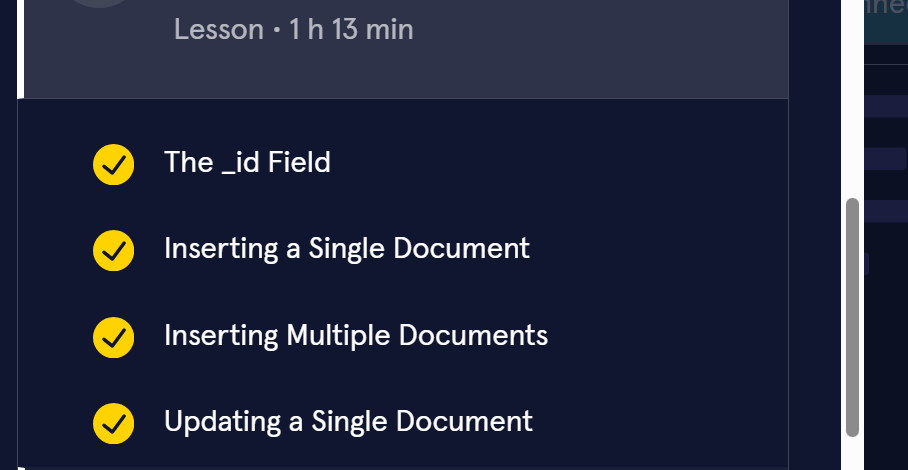 Lesson • 1 h 13 min
The _id Field
Inserting a Single Document
Inserting Multiple Documents
Updating a Single Document